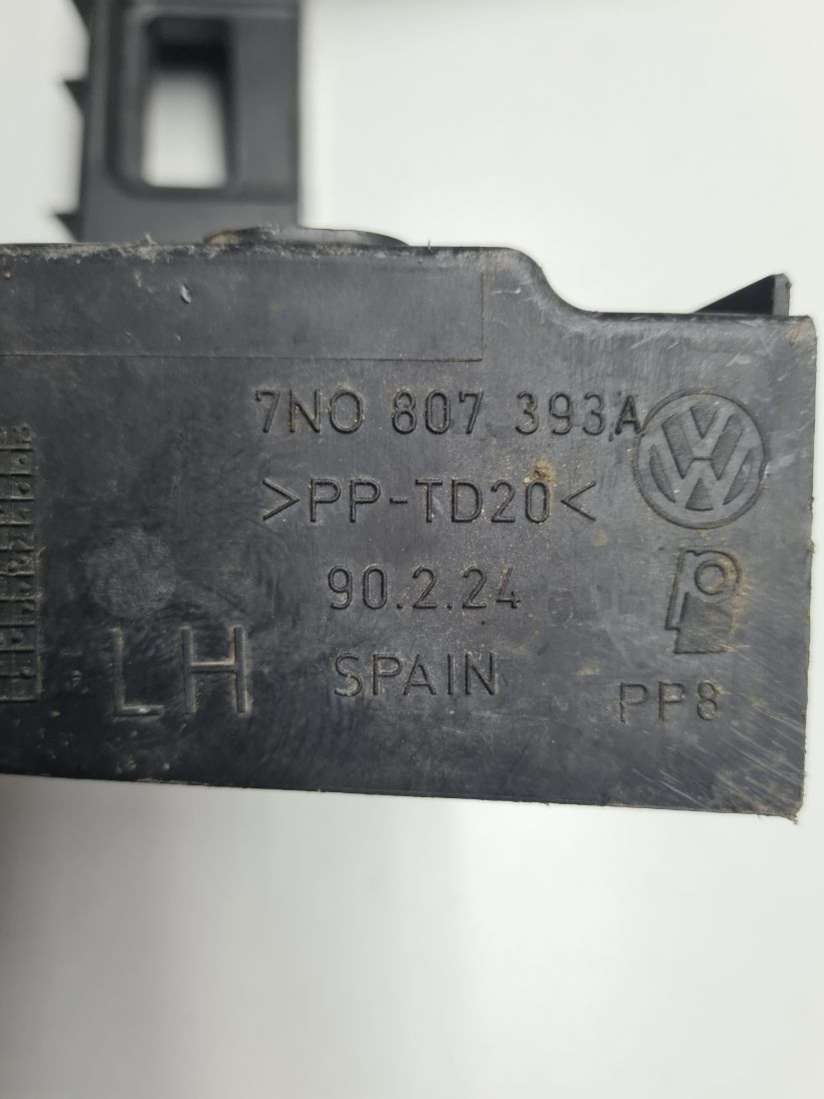 7N0 807 393A
>PP-TD20<
90.2.24
LH SPAIN
PP8